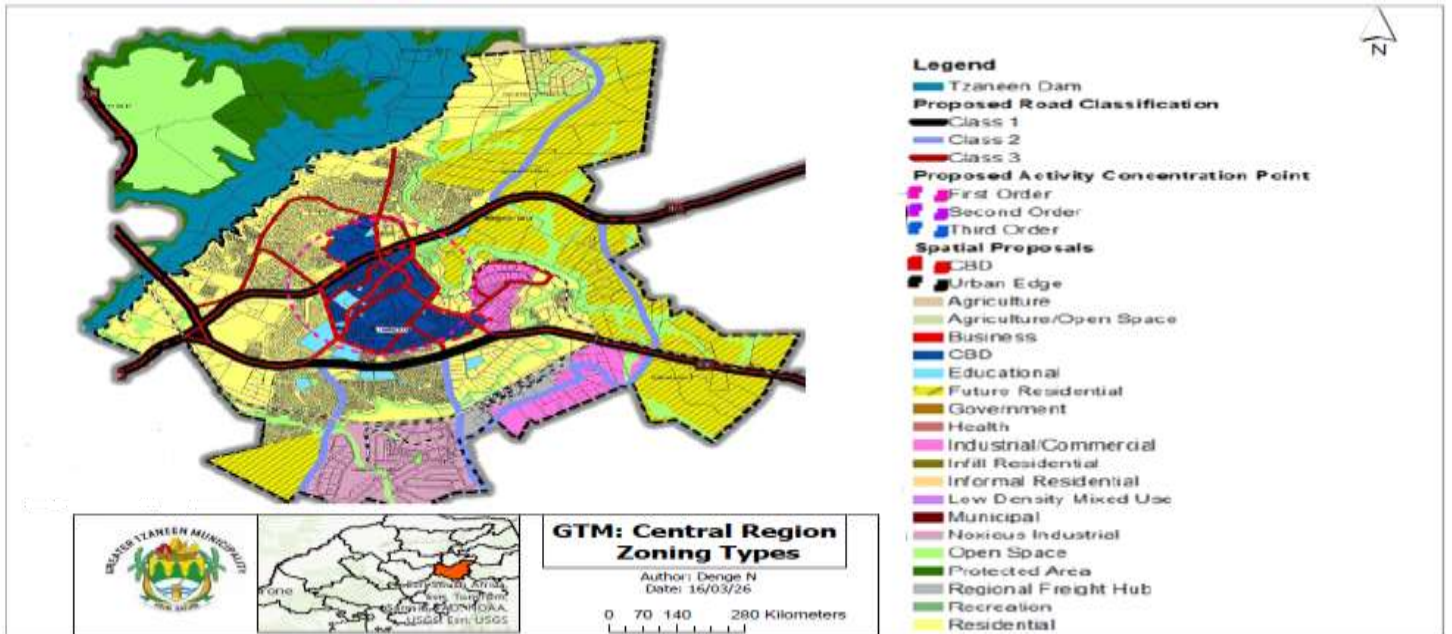 N
Legend
Tzaneen Dam
Proposed Road Classification
Class 1
Class 2
Class 3
Proposed Activity Concentration Point
First Order
Second Order
Third Order
Spatial Proposals
CBD
Urban Edge
Agriculture
Agriculture/Open Space
Business
CBD
Educational
Future Residential
Government
Health
Industrial/Commercial
Infill Residential
Informal Residential
Low Density Mixed Use
Municipal
Noxious Industrial
Open Space
Protected Area
Regional Freight Hub
Recreation
Residential
GREATER TZANEEN MUNICIPALITY
rone
USGS, Esri, USGS
GTM: Central Region
Zoning Types
Author: Denge N
Date: 16/03/26
0 70 140 280 Kilometers